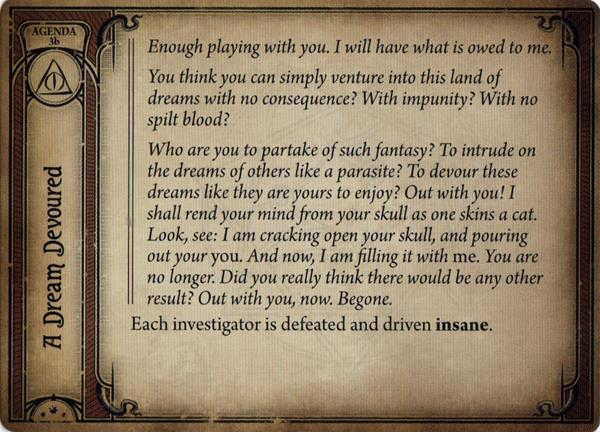 AGENDA
3b
A Dream Devoured
Enough playing with you. I will have what is owed to me.
You think you can simply venture into this land of
dreams with no consequence? With impunity? With no
spilt blood?
Who are you to partake of such fantasy? To intrude on
the dreams of others like a parasite? To devour these
dreams like they are yours to enjoy? Out with you! I
shall rend your mind from your skull as one skins a cat.
Look, see: I am cracking open your skull, and pouring
out your you. And now, I am filling it with me. You are
no longer. Did you really think there would be any other
result? Out with you, now. Begone.
Each investigator is defeated and driven insane.